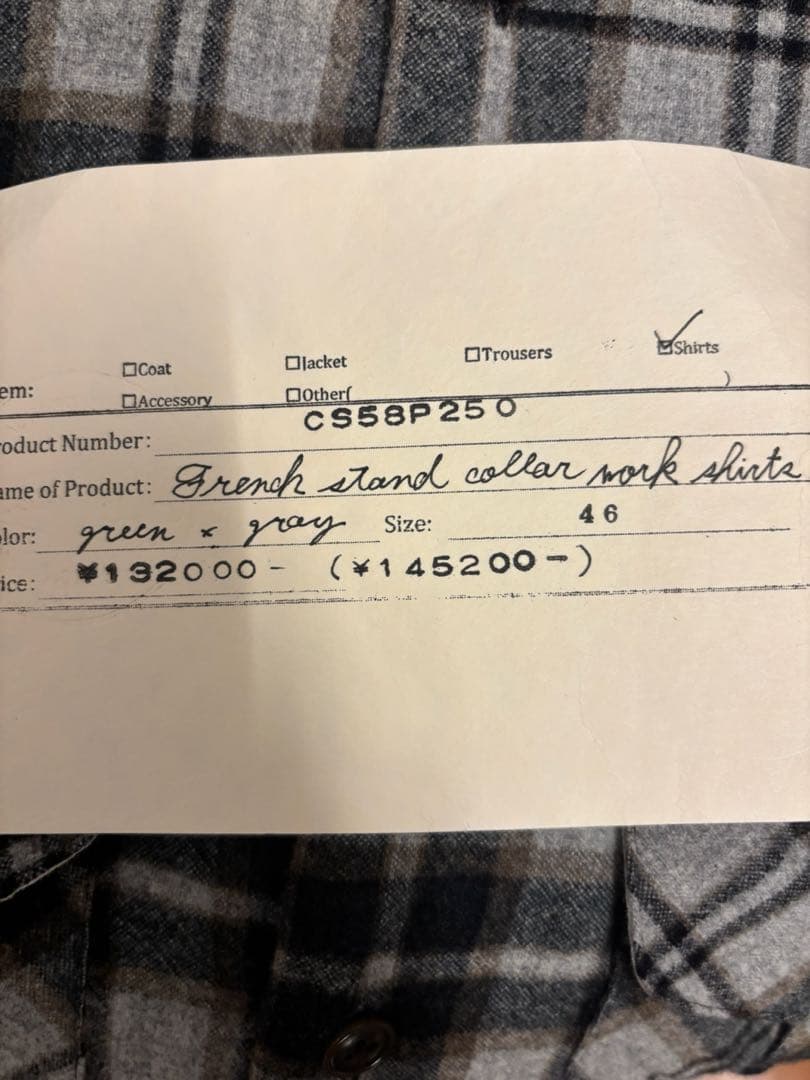 ☐Coat ☐Jacket ☐Trousers ☑Shirts
em:
☐Accessory ☐Other( )
CS58P250
oduct Number:
ame of Product: French stand collar work shirts
lor: green × gray Size: 46
ice: ¥132000- (¥145200-)